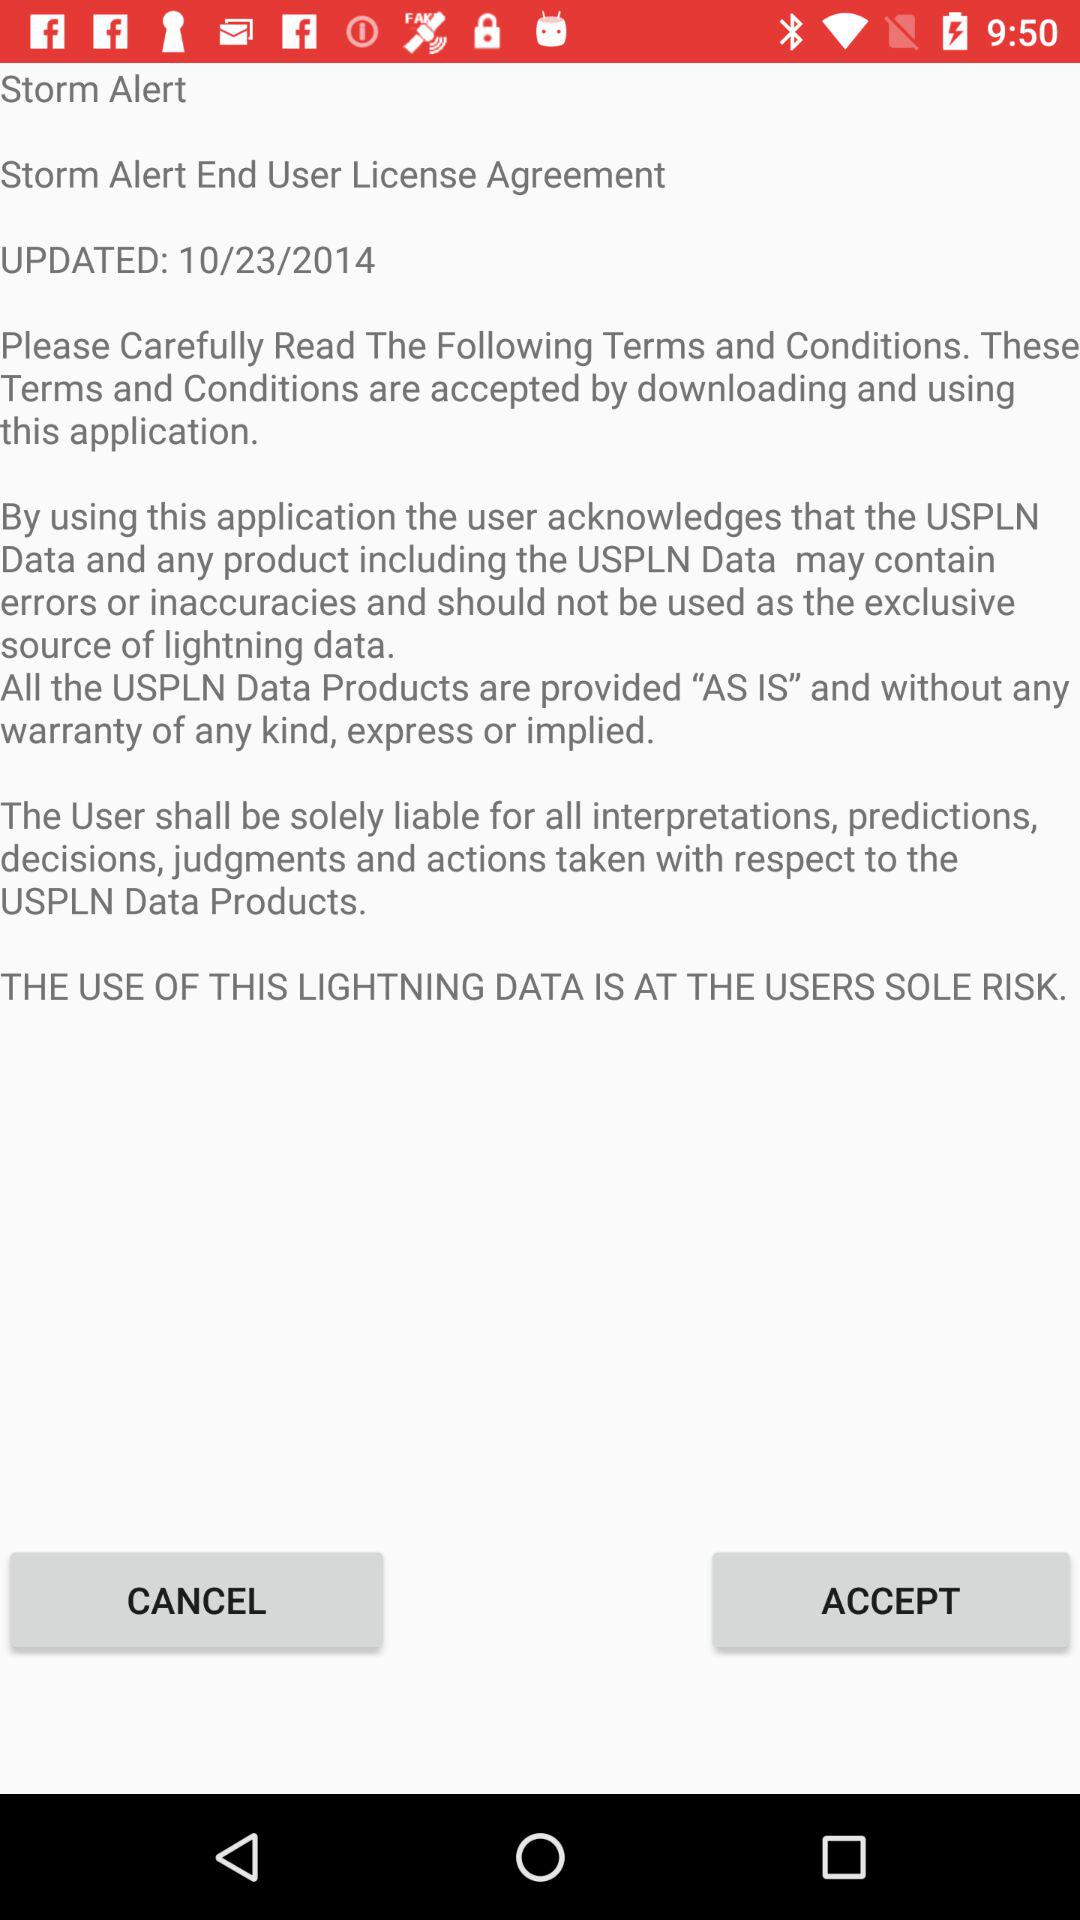 FAKE 9:50
Storm Alert
Storm Alert End User License Agreement
UPDATED: 10/23/2014
Please Carefully Read The Following Terms and Conditions. These
Terms and Conditions are accepted by downloading and using
this application.
By using this application the user acknowledges that the USPLN
Data and any product including the USPLN Data  may contain
errors or inaccuracies and should not be used as the exclusive
source of lightning data.
All the USPLN Data Products are provided “AS IS” and without any
warranty of any kind, express or implied.
The User shall be solely liable for all interpretations, predictions,
decisions, judgments and actions taken with respect to the
USPLN Data Products.
THE USE OF THIS LIGHTNING DATA IS AT THE USERS SOLE RISK.
CANCEL ACCEPT